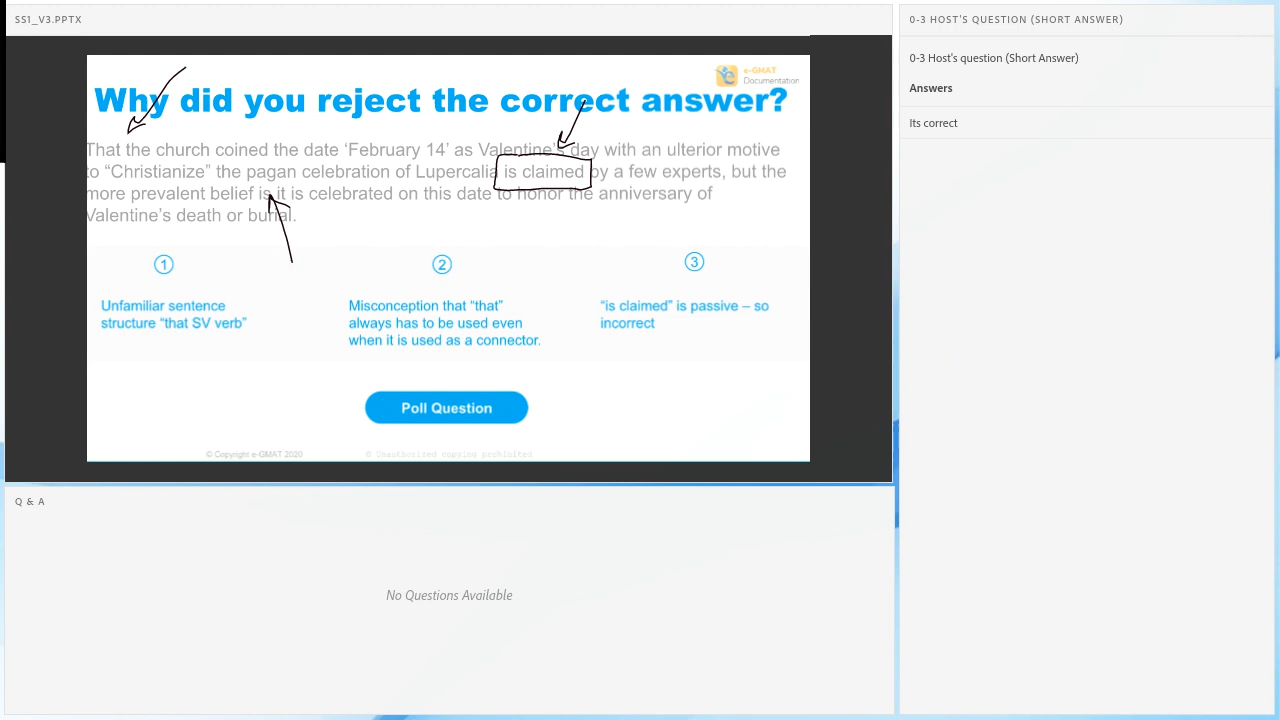 SS1_V3.PPTX
e-GMAT
Documentation
Why did you reject the correct answer?
That the church coined the date ‘February 14’ as Valentine’s day with an ulterior motive
to “Christianize” the pagan celebration of Lupercalia is claimed by a few experts, but the
more prevalent belief is it is celebrated on this date to honor the anniversary of
Valentine’s death or burial.
1
2
3
Unfamiliar sentence
structure “that SV verb”
Misconception that “that”
always has to be used even
when it is used as a connector.
“is claimed” is passive – so
incorrect
Poll Question
© Copyright e-GMAT 2020
© Unauthorized copying prohibited
Q & A
No Questions Available
0-3 HOST'S QUESTION (SHORT ANSWER)
0-3 Host's question (Short Answer)
Answers
Its correct